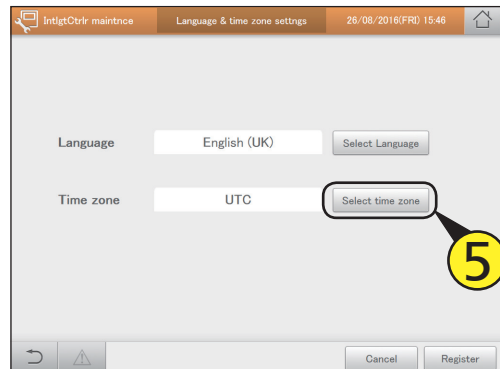 IntlgtCtrlr maintnce Language & time zone settngs 26/08/2016(FRI) 15:46
Language English (UK) Select Language
Time zone UTC Select time zone
5
Cancel Register